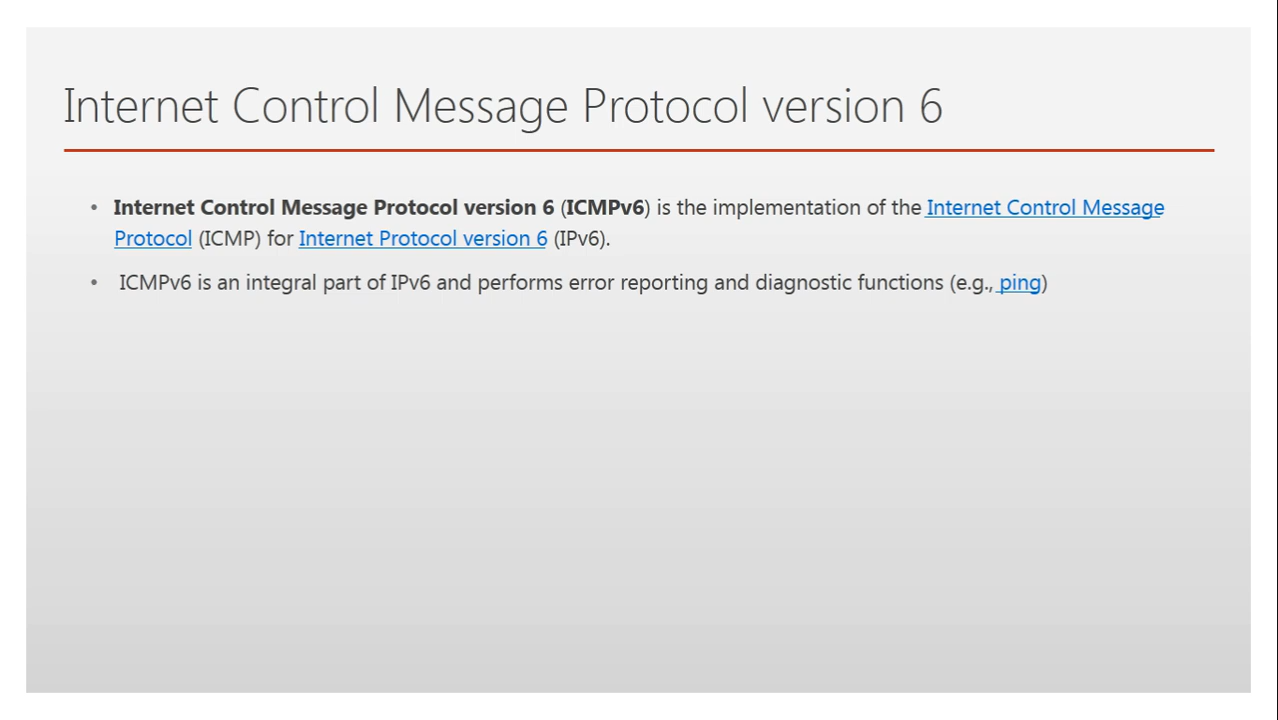 Internet Control Message Protocol version 6
• Internet Control Message Protocol version 6 (ICMPv6) is the implementation of the Internet Control Message
Protocol (ICMP) for Internet Protocol version 6 (IPv6).
• ICMPv6 is an integral part of IPv6 and performs error reporting and diagnostic functions (e.g., ping)